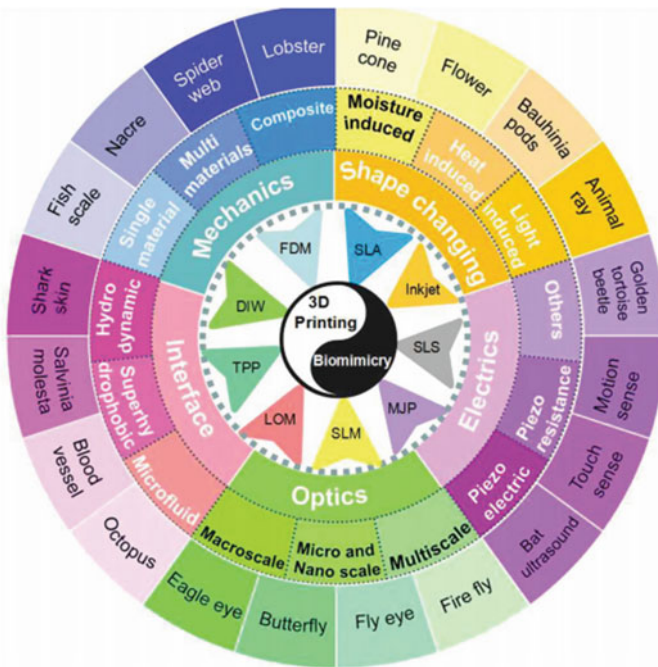 3D
Printing
Biomimicry
FDM
SLA
Inkjet
SLS
MJP
SLM
LOM
TPP
DIW
Mechanics
Single
material
Multi
materials
Composite
Fish
scale
Nacre
Spider
web
Lobster
Shape changing
Moisture
induced
Heat
induced
Light
induced
Pine
cone
Flower
Bauhinia
pods
Animal
ray
Electrics
Others
Piezo
resistance
Piezo
electric
Golden
tortoise
beetle
Motion
sense
Touch
sense
Bat
ultrasound
Optics
Multiscale
Micro and
Nano scale
Macroscale
Fire fly
Fly eye
Butterfly
Eagle eye
Interface
Microfluid
Snperhy
drophobic
Hydro
dynamic
Octopus
Blood
vessel
Salvinia
molesta
Shark
skin